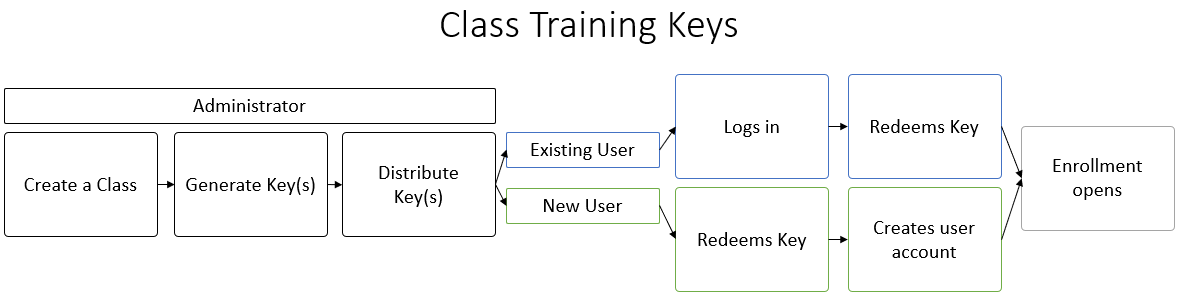 Class Training Keys
Administrator
Create a Class
Generate Key(s)
Distribute
Key(s)
Existing User
Logs in
Redeems Key
New User
Redeems Key
Creates user
account
Enrollment
opens